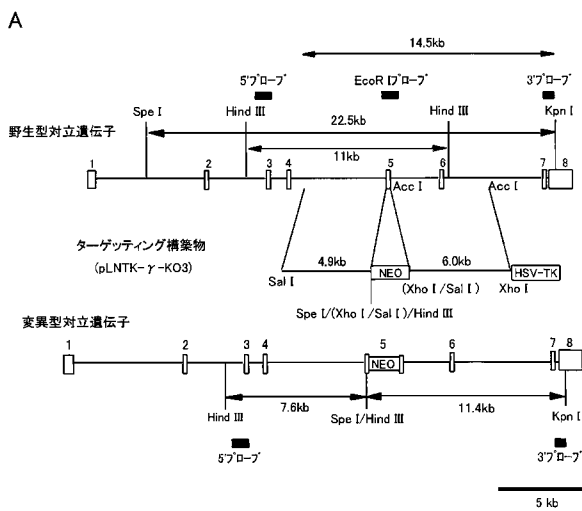 A
14.5kb
5'プローブ EcoR Iプローブ 3'プローブ
Spe I Hind III Hind III Kpn I
22.5kb
野生型対立遺伝子
11kb
1 2 3 4 5 6 7 8
Acc I Acc I
ターゲッティング構築物
(pLNTK-γ-KO3)
4.9kb 6.0kb
NEO HSV-TK
Sal I (Xho I/Sal I) Xho I
Spe I/(Xho I/Sal I)/Hind III
変異型対立遺伝子
1 2 3 4 5 6 7 8
NEO
7.6kb 11.4kb
Hind III Spe I/Hind III Kpn I
5'プローブ 3'プローブ
5 kb